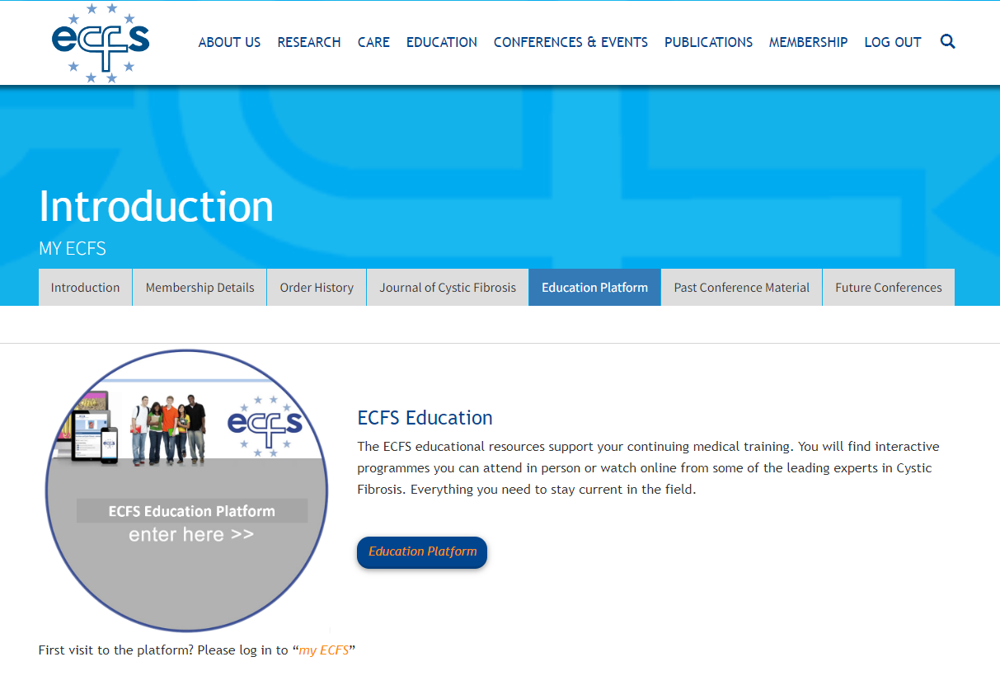 ecfs
ABOUT US RESEARCH CARE EDUCATION CONFERENCES & EVENTS PUBLICATIONS MEMBERSHIP LOG OUT
Introduction
MY ECFS
Introduction Membership Details Order History Journal of Cystic Fibrosis Education Platform Past Conference Material Future Conferences
ecfs
ecfs
ECFS Education Platform
enter here >>
ECFS Education
The ECFS educational resources support your continuing medical training. You will find interactive
programmes you can attend in person or watch online from some of the leading experts in Cystic
Fibrosis. Everything you need to stay current in the field.
Education Platform
First visit to the platform? Please log in to “my ECFS”